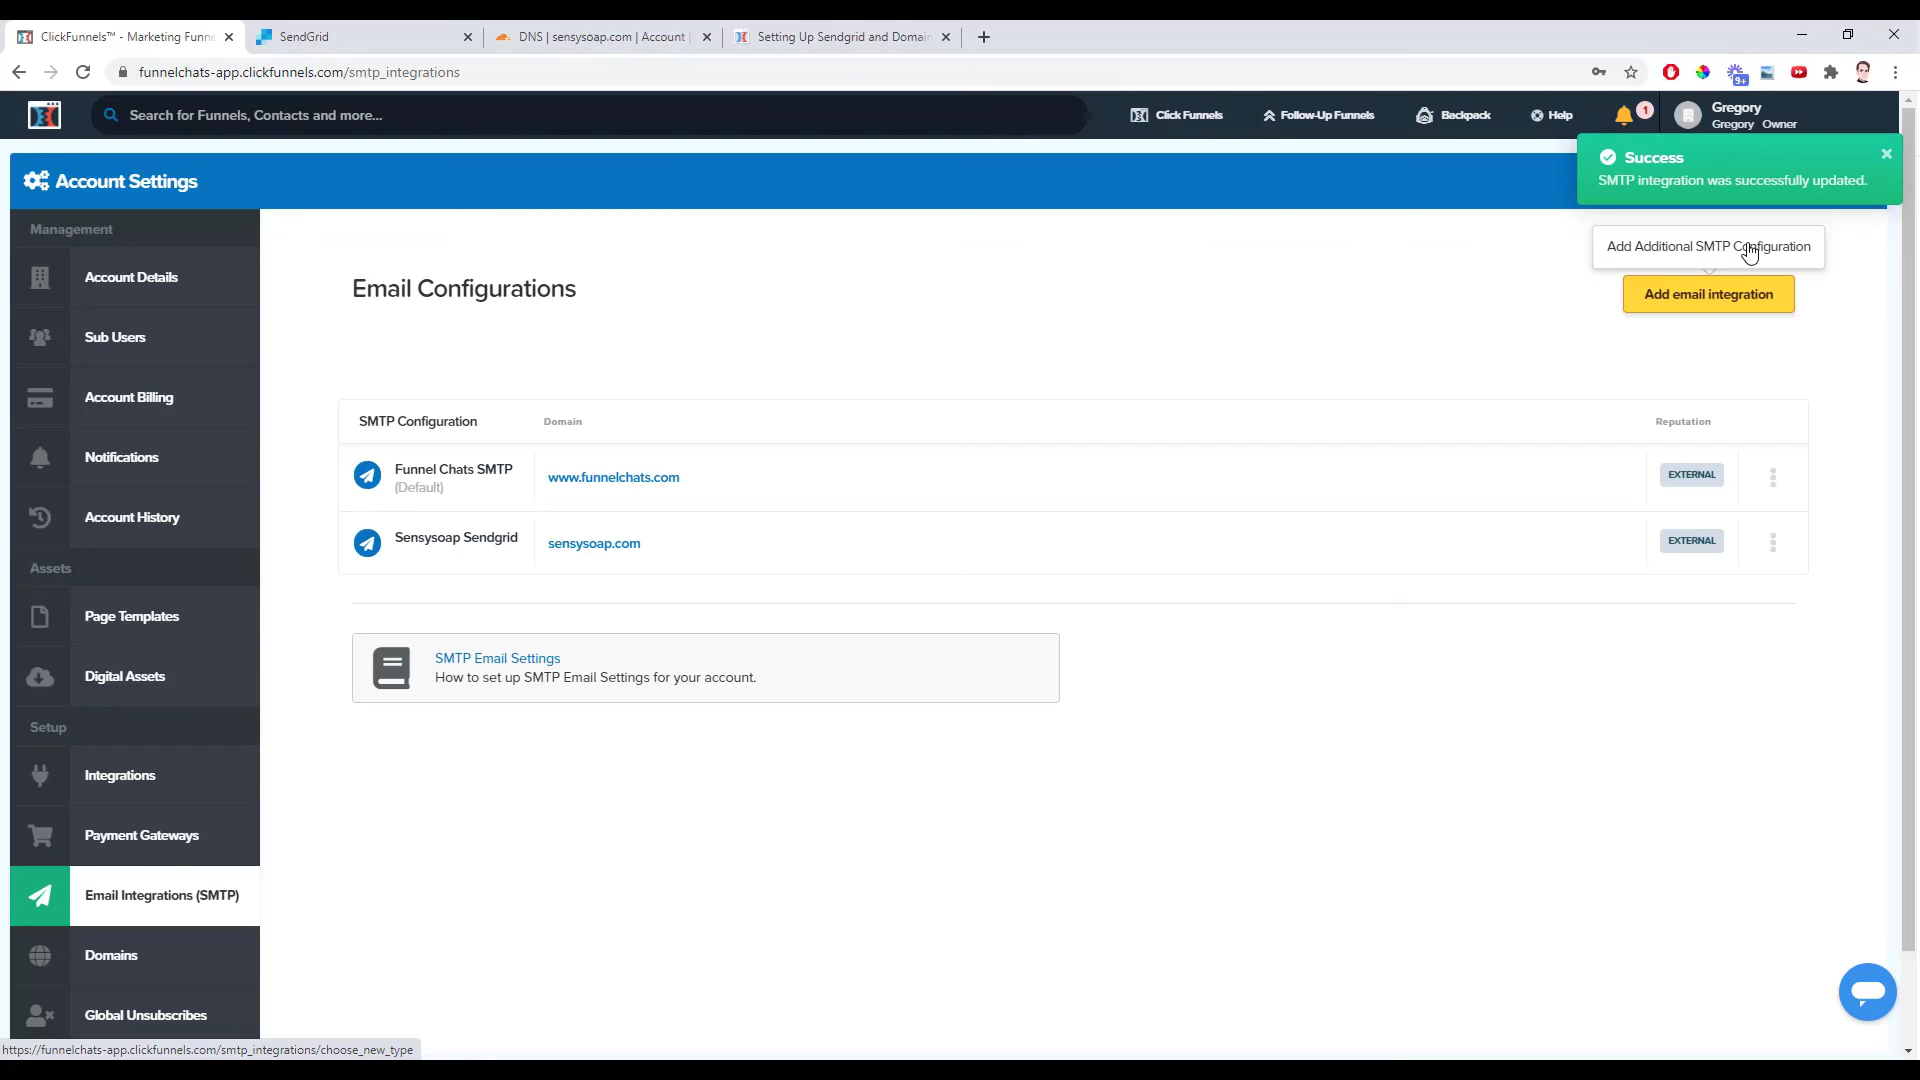 ClickFunnels™ - Marketing Funne
SendGrid
DNS | sensysoap.com | Account |
Setting Up Sendgrid and Domain
funnelchats-app.clickfunnels.com/smtp_integrations
9+
Search for Funnels, Contacts and more...
Click Funnels
Follow-Up Funnels
Backpack
Help
1
Gregory
Gregory Owner
Success
SMTP integration was successfully updated.
Account Settings
Management
Account Details
Sub Users
Account Billing
Notifications
Account History
Assets
Page Templates
Digital Assets
Setup
Integrations
Payment Gateways
Email Integrations (SMTP)
Domains
Global Unsubscribes
Add Additional SMTP Configuration
Email Configurations
Add email integration
SMTP Configuration
Domain
Reputation
Funnel Chats SMTP
(Default)
www.funnelchats.com
EXTERNAL
Sensysoap Sendgrid
sensysoap.com
EXTERNAL
SMTP Email Settings
How to set up SMTP Email Settings for your account.
https://funnelchats-app.clickfunnels.com/smtp_integrations/choose_new_type